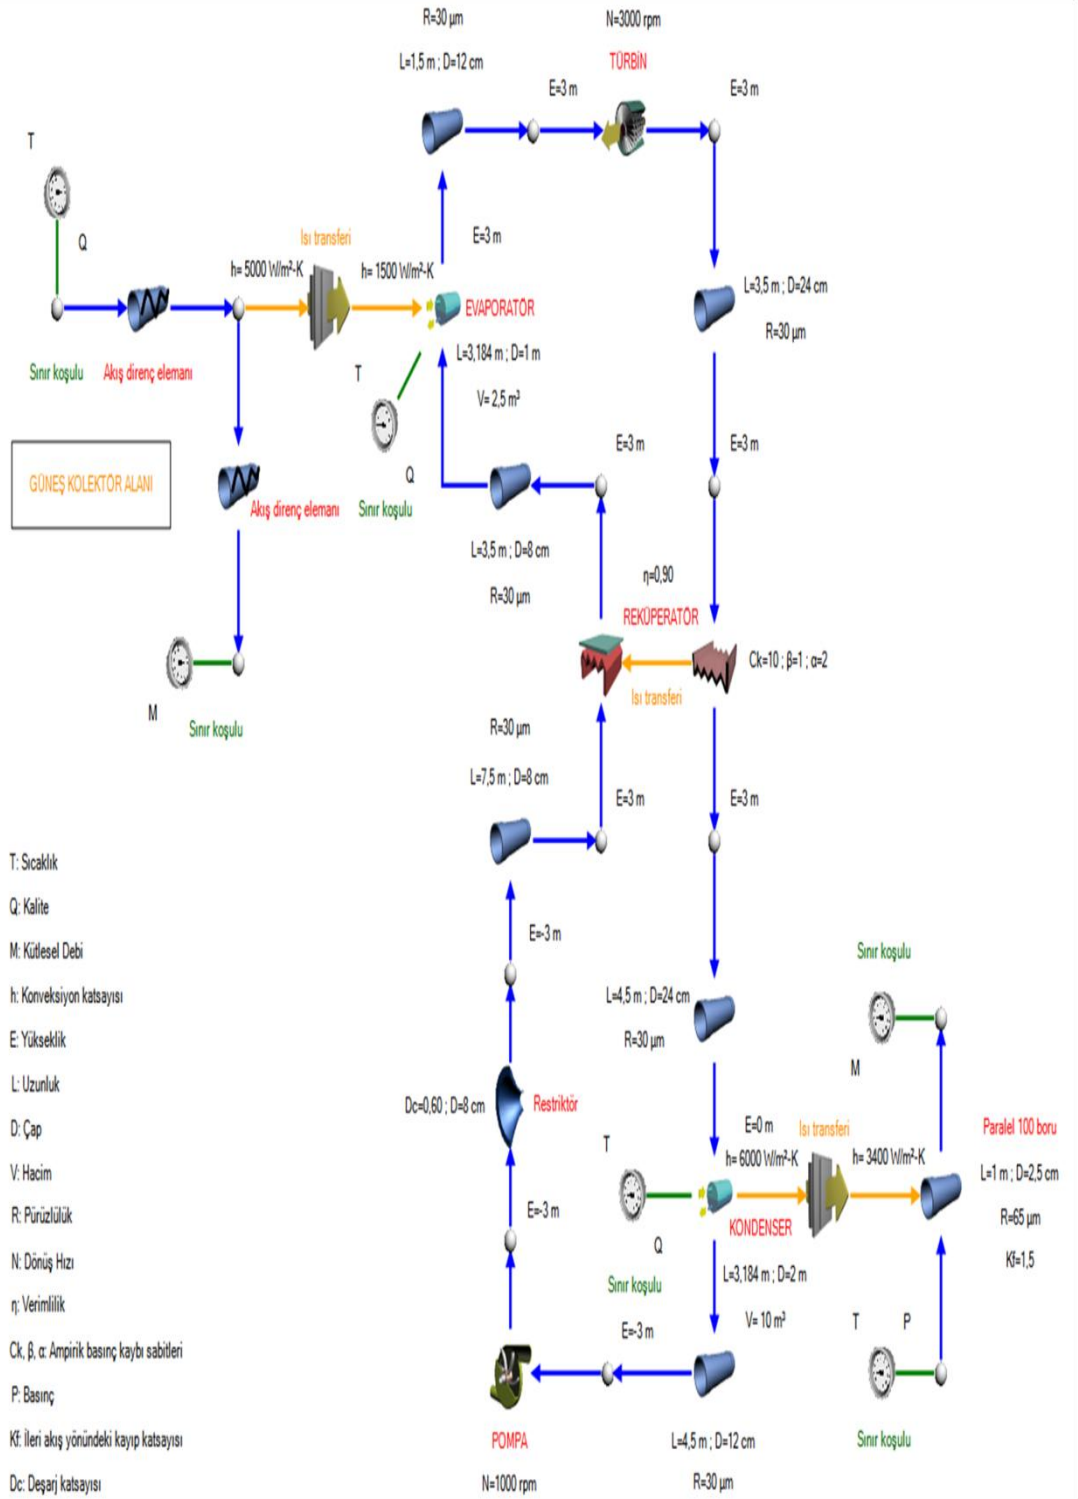 R=30 µm
N=3000 rpm
L=1,5 m ; D=12 cm
TÜRBİN
E=3 m
E=3 m
T
Q
Isı transferi
E=3 m
h= 5000 W/m²-K
h= 1500 W/m²-K
EVAPORATÖR
L=3,5 m ; D=24 cm
R=30 µm
Sınır koşulu
Akış direnç elemanı
T
L=3,184 m ; D=1 m
V= 2,5 m³
GÜNEŞ KOLEKTÖR ALANI
E=3 m
E=3 m
Q
Akış direnç elemanı
Sınır koşulu
L=3,5 m ; D=8 cm
R=30 µm
η=0,90
REKÜPERATÖR
Ck=10 ; β=1 ; α=2
Isı transferi
M
Sınır koşulu
R=30 µm
L=7,5 m ; D=8 cm
E=3 m
E=3 m
T: Sıcaklık
Q: Kalite
M: Kütlesel Debi
h: Konveksiyon katsayısı
E: Yükseklik
L: Uzunluk
D: Çap
V: Hacim
R: Pürüzlülük
N: Dönüş Hızı
η: Verimlilik
Ck, β, α: Ampirik basınç kaybı sabitleri
P: Basınç
Kf: İleri akış yönündeki kayıp katsayısı
Dc: Deşarj katsayısı
E=-3 m
Sınır koşulu
L=4,5 m ; D=24 cm
R=30 µm
M
Dc=0,60 ; D=8 cm
Restriktör
E=0 m
Isı transferi
Paralel 100 boru
T
h= 6000 W/m²-K
h= 3400 W/m²-K
L=1 m ; D=2,5 cm
E=-3 m
R=65 µm
KONDENSER
Q
Kf=1,5
Sınır koşulu
L=3,184 m ; D=2 m
V= 10 m³
E=-3 m
T
P
POMPA
L=4,5 m ; D=12 cm
Sınır koşulu
N=1000 rpm
R=30 µm